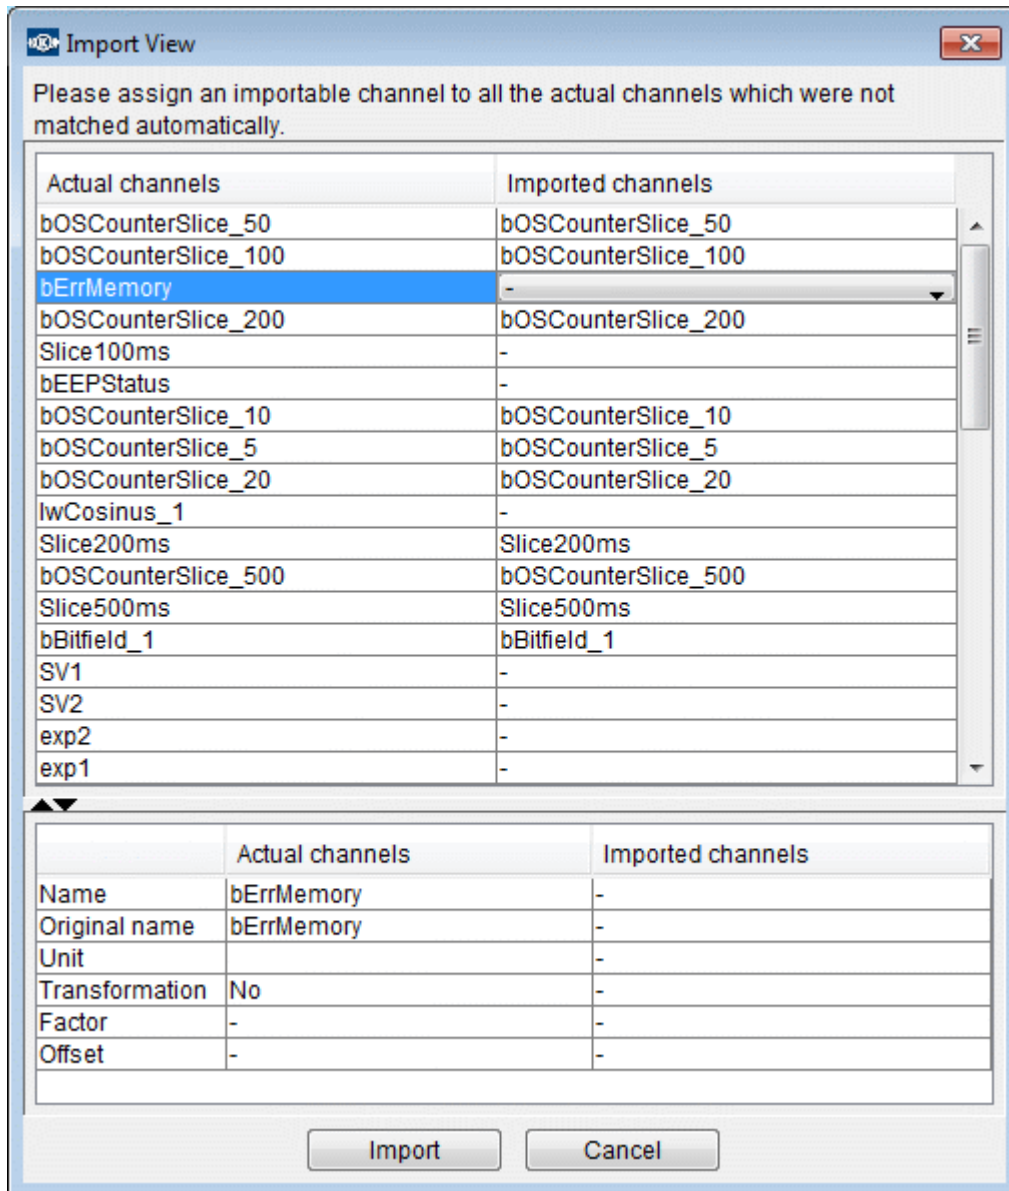 Import View
Please assign an importable channel to all the actual channels which were not
matched automatically.
Actual channels Imported channels
bOSCounterSlice_50 bOSCounterSlice_50
bOSCounterSlice_100 bOSCounterSlice_100
bErrMemory -
bOSCounterSlice_200 bOSCounterSlice_200
Slice100ms -
bEEPStatus -
bOSCounterSlice_10 bOSCounterSlice_10
bOSCounterSlice_5 bOSCounterSlice_5
bOSCounterSlice_20 bOSCounterSlice_20
lwCosinus_1 -
Slice200ms Slice200ms
bOSCounterSlice_500 bOSCounterSlice_500
Slice500ms Slice500ms
bBitfield_1 bBitfield_1
SV1 -
SV2 -
exp2 -
exp1 -
Actual channels Imported channels
Name bErrMemory -
Original name bErrMemory -
Unit -
Transformation No -
Factor - -
Offset - -
Import Cancel